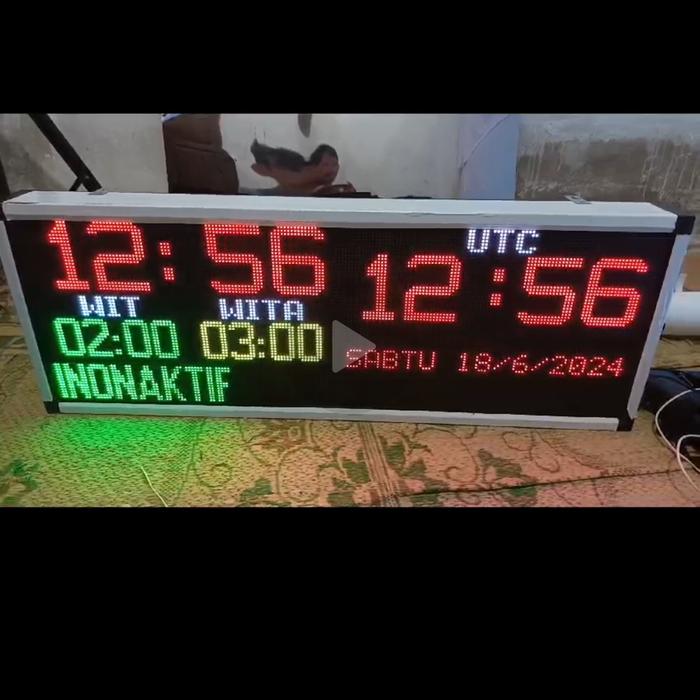 12:56
WIT WITA
02:00 03:00
INONAKTIF
UTC
12:56
SABTU 18/6/2024